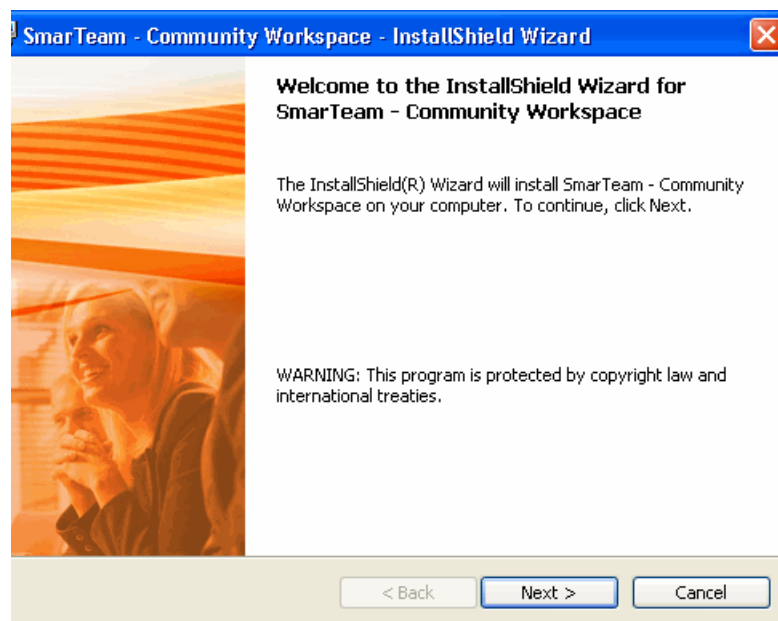 SmarTeam - Community Workspace - InstallShield Wizard
Welcome to the InstallShield Wizard for
SmarTeam - Community Workspace
The InstallShield(R) Wizard will install SmarTeam - Community
Workspace on your computer. To continue, click Next.
WARNING: This program is protected by copyright law and
international treaties.
< Back Next > Cancel